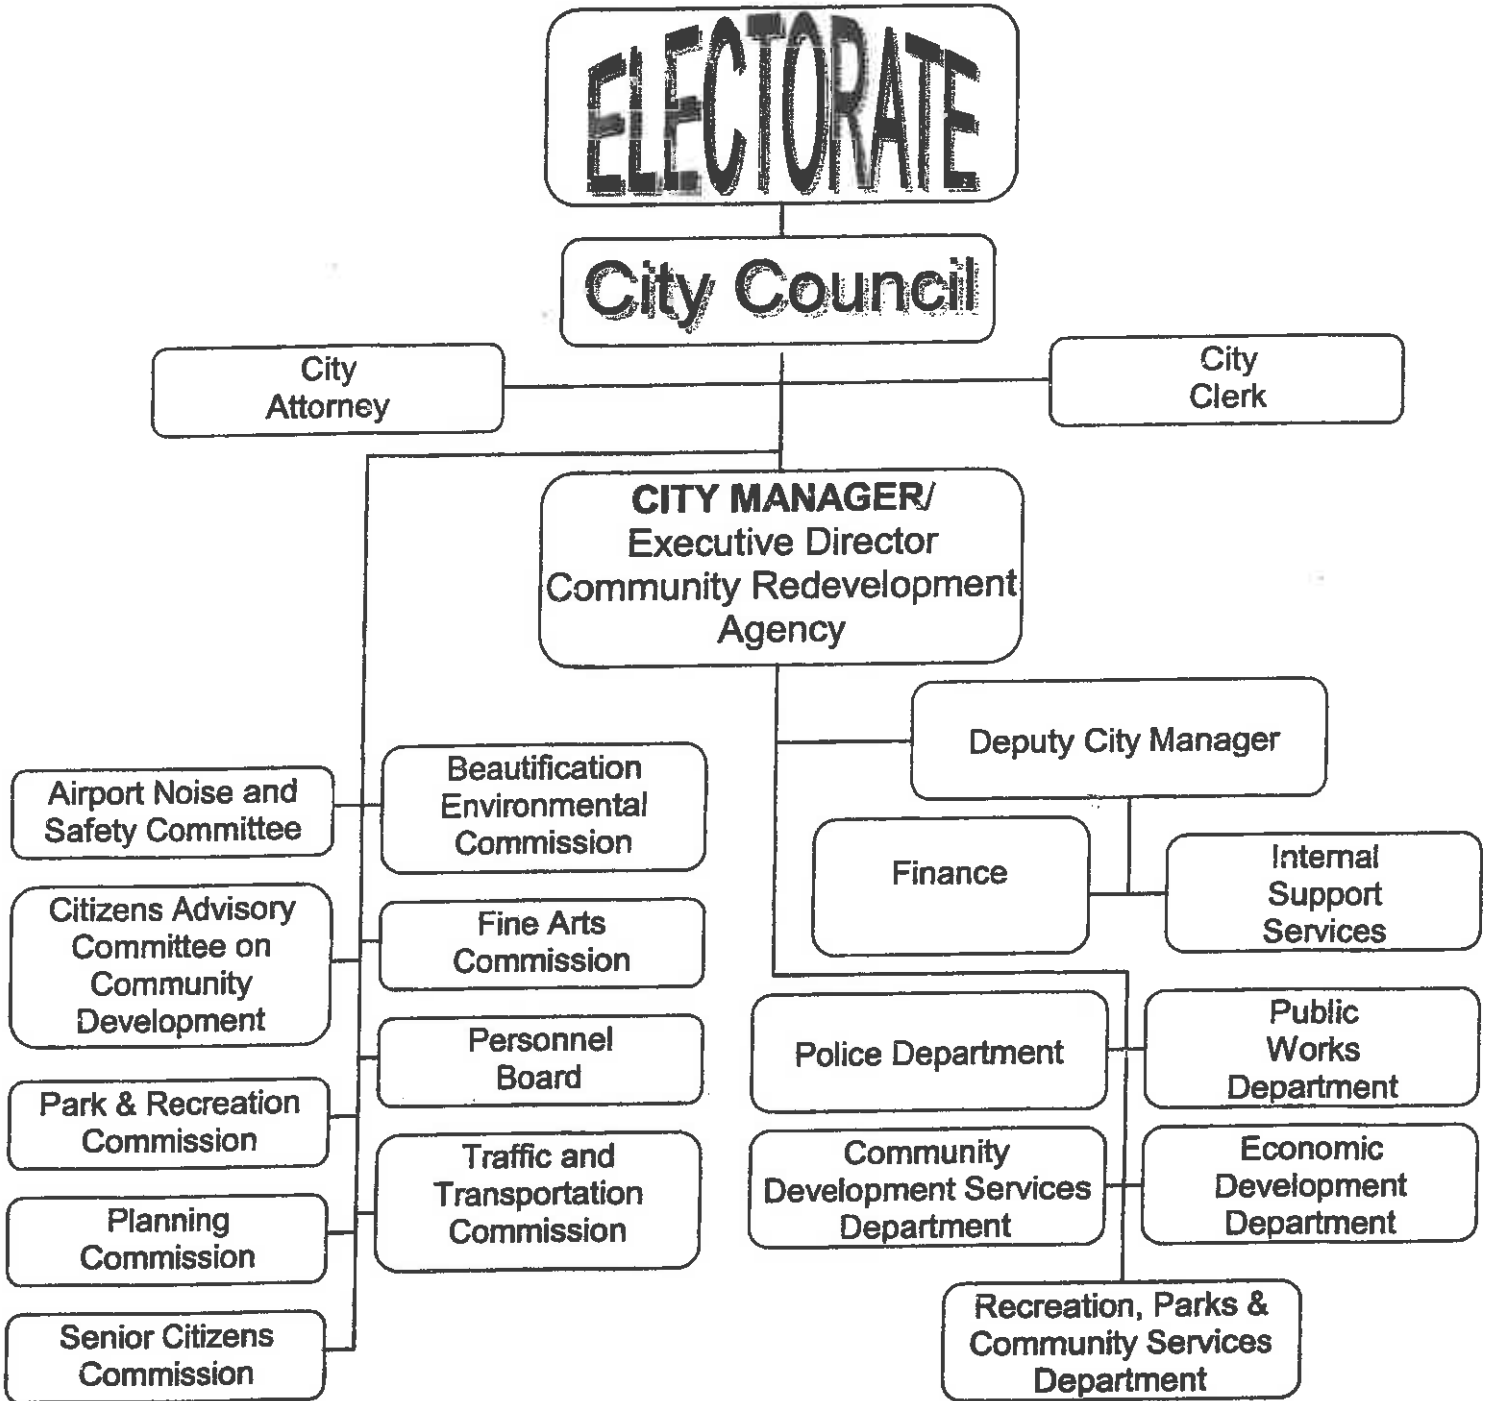 ELECTORATE
City Council
City
Attorney
City
Clerk
CITY MANAGER/
Executive Director
Community Redevelopment
Agency
Deputy City Manager
Airport Noise and
Safety Committee
Beautification
Environmental
Commission
Finance
Internal
Support
Services
Citizens Advisory
Committee on
Community
Development
Fine Arts
Commission
Personnel
Board
Police Department
Public
Works
Department
Park & Recreation
Commission
Traffic and
Transportation
Commission
Community
Development Services
Department
Economic
Development
Department
Planning
Commission
Senior Citizens
Commission
Recreation, Parks &
Community Services
Department